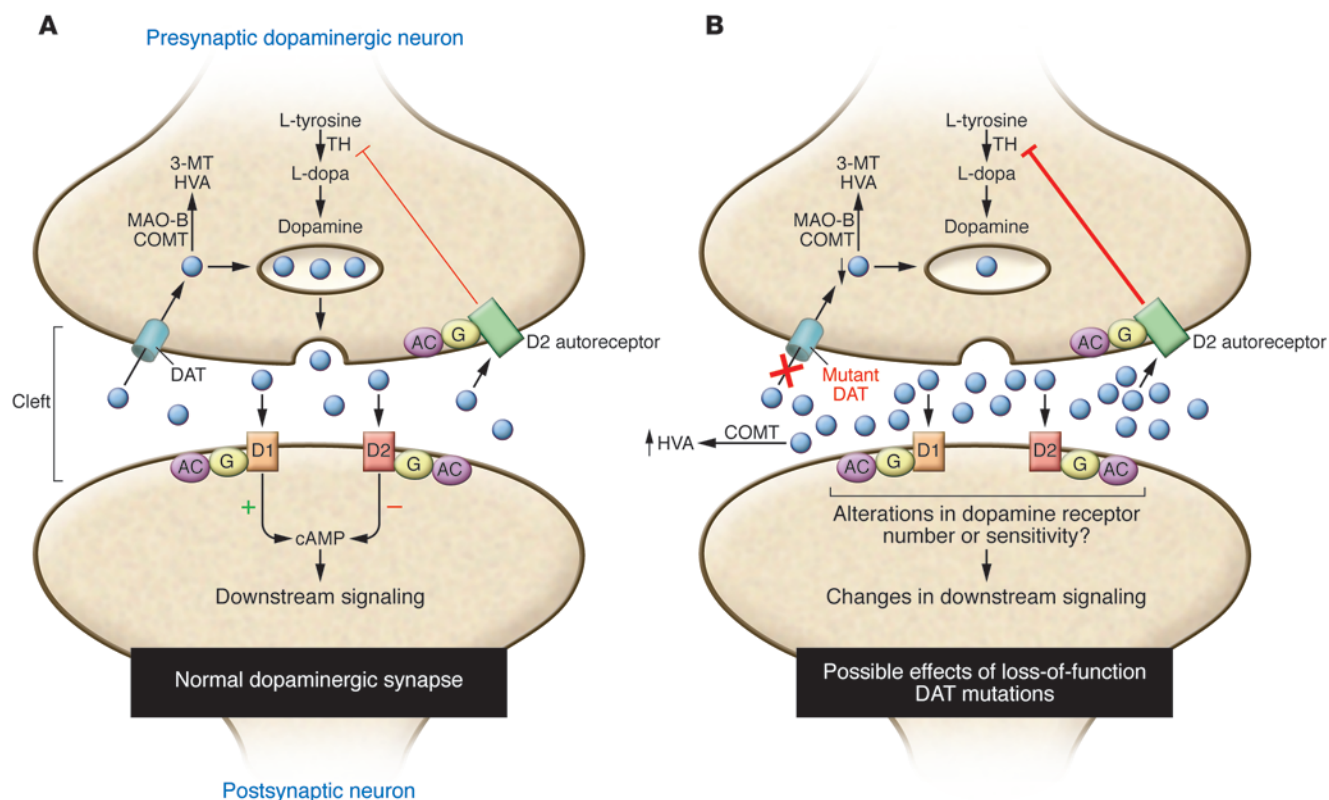 A
Presynaptic dopaminergic neuron
L-tyrosine
TH
L-dopa
Dopamine
3-MT
HVA
MAO-B
COMT
AC
G
D2 autoreceptor
DAT
Cleft
AC
G
D1
D2
G
AC
+
–
cAMP
Downstream signaling
Normal dopaminergic synapse
Postsynaptic neuron
B
L-tyrosine
TH
L-dopa
Dopamine
3-MT
HVA
MAO-B
COMT
AC
G
D2 autoreceptor
Mutant
DAT
HVA
COMT
AC
G
D1
D2
G
AC
Alterations in dopamine receptor
number or sensitivity?
Changes in downstream signaling
Possible effects of loss-of-function
DAT mutations